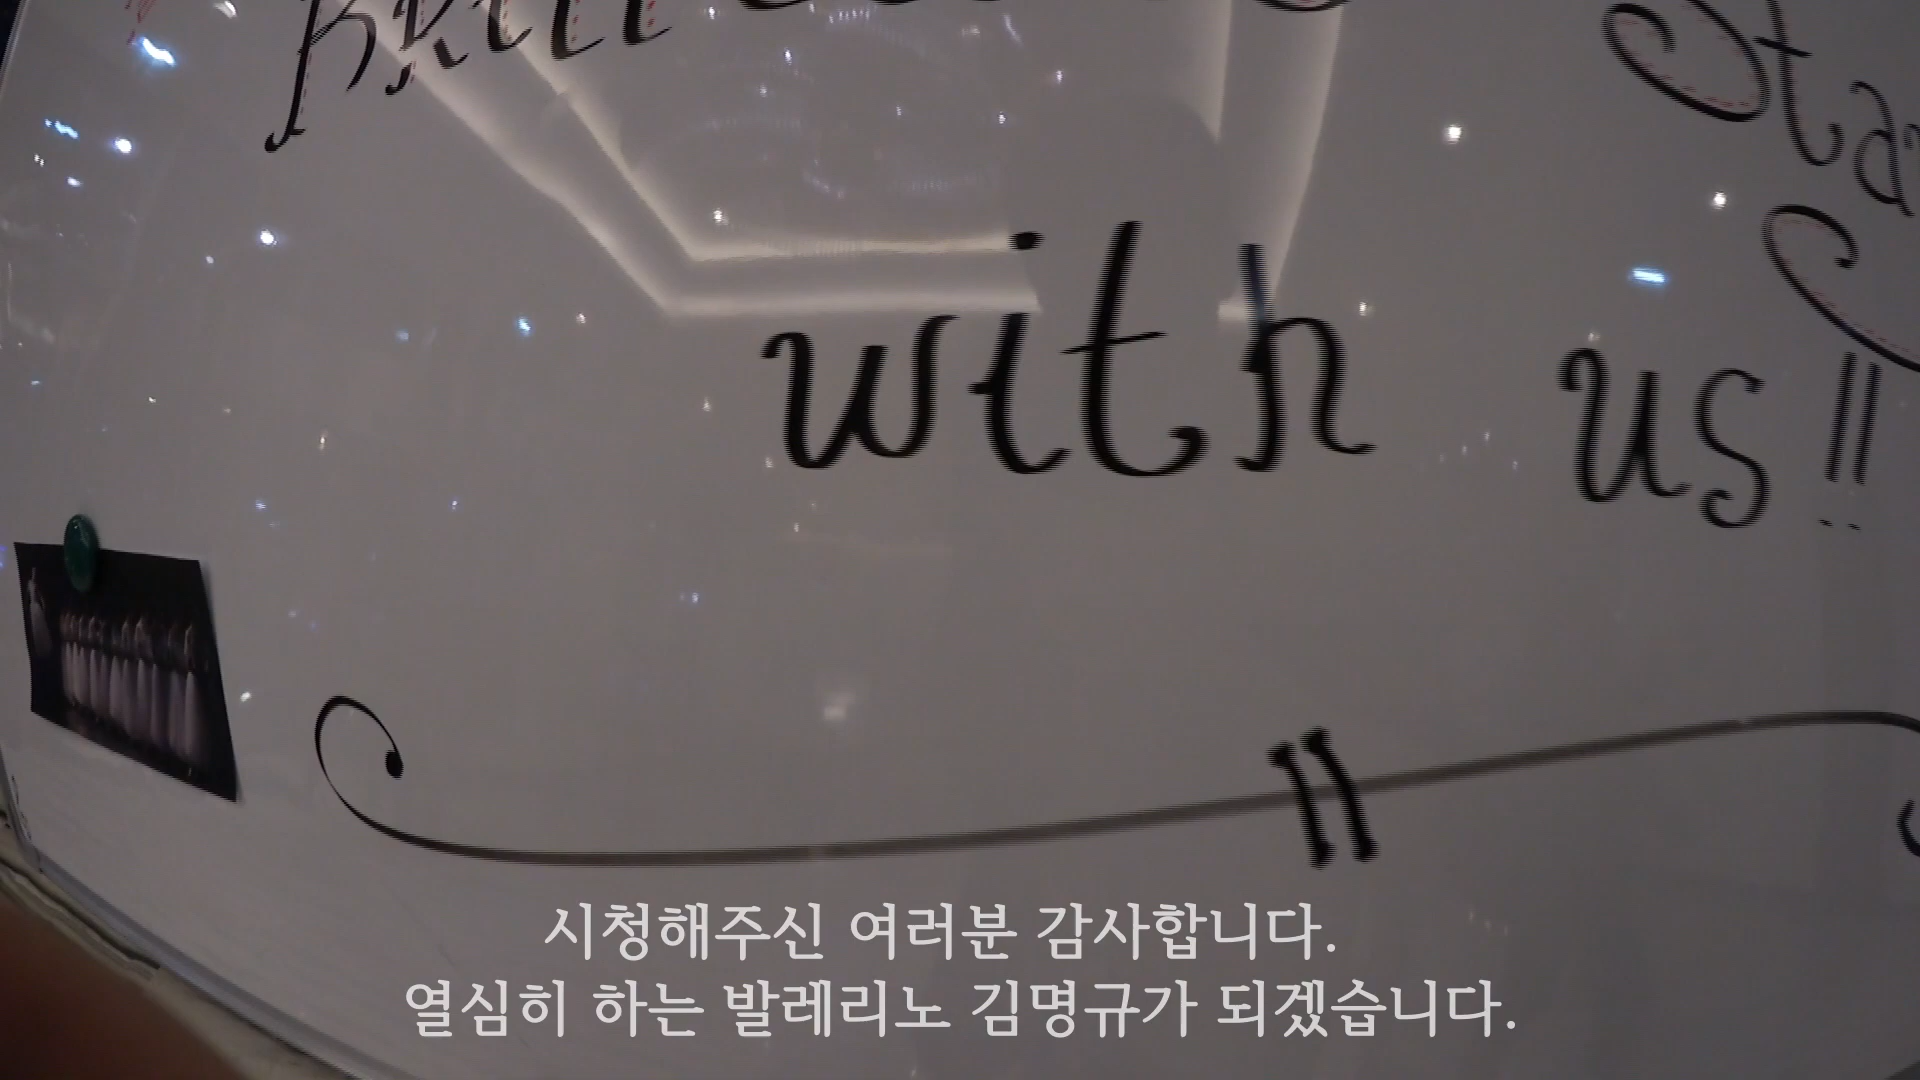 with us!!
시청해주신 여러분 감사합니다.
열심히 하는 발레리노 김명규가 되겠습니다.